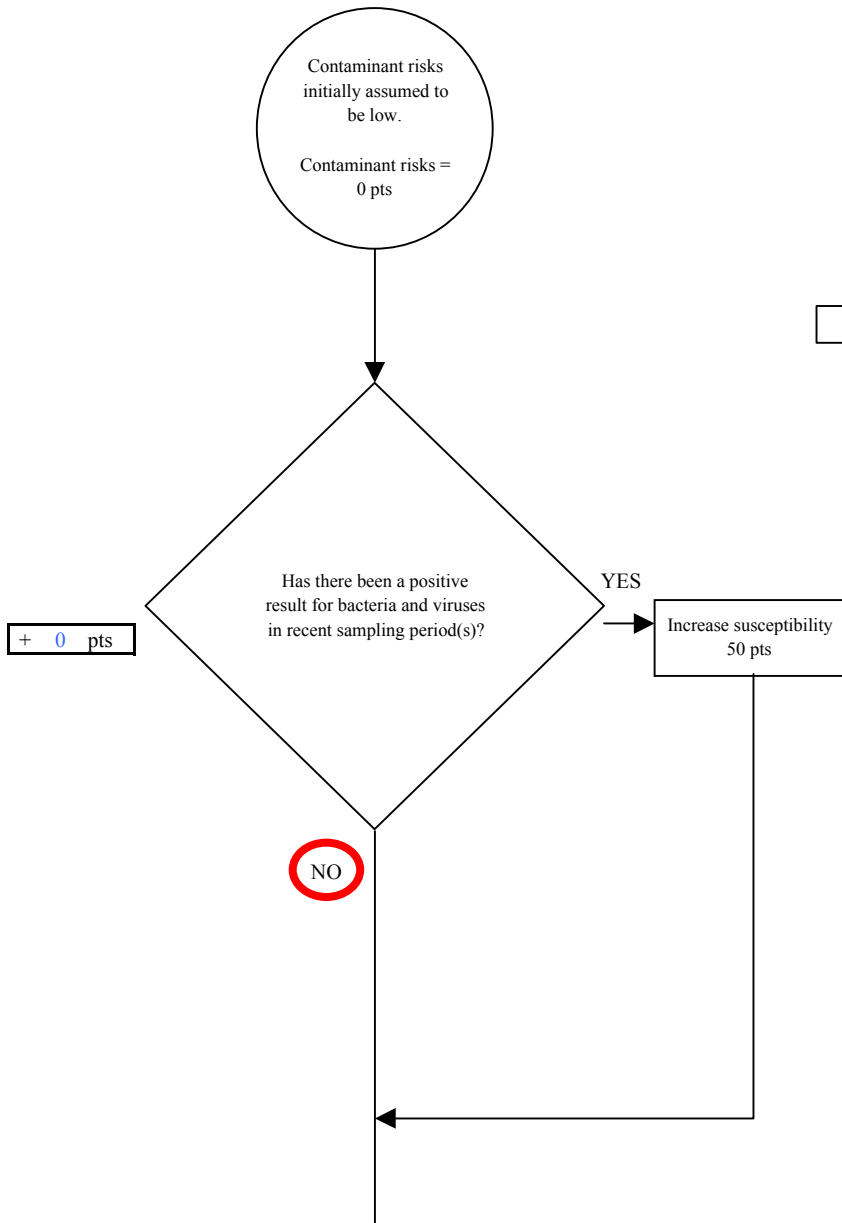 Contaminant risks
initially assumed to
be low.
Contaminant risks =
0 pts
Has there been a positive
result for bacteria and viruses
in recent sampling period(s)?
YES
+ 0 pts
Increase susceptibility
50 pts
NO